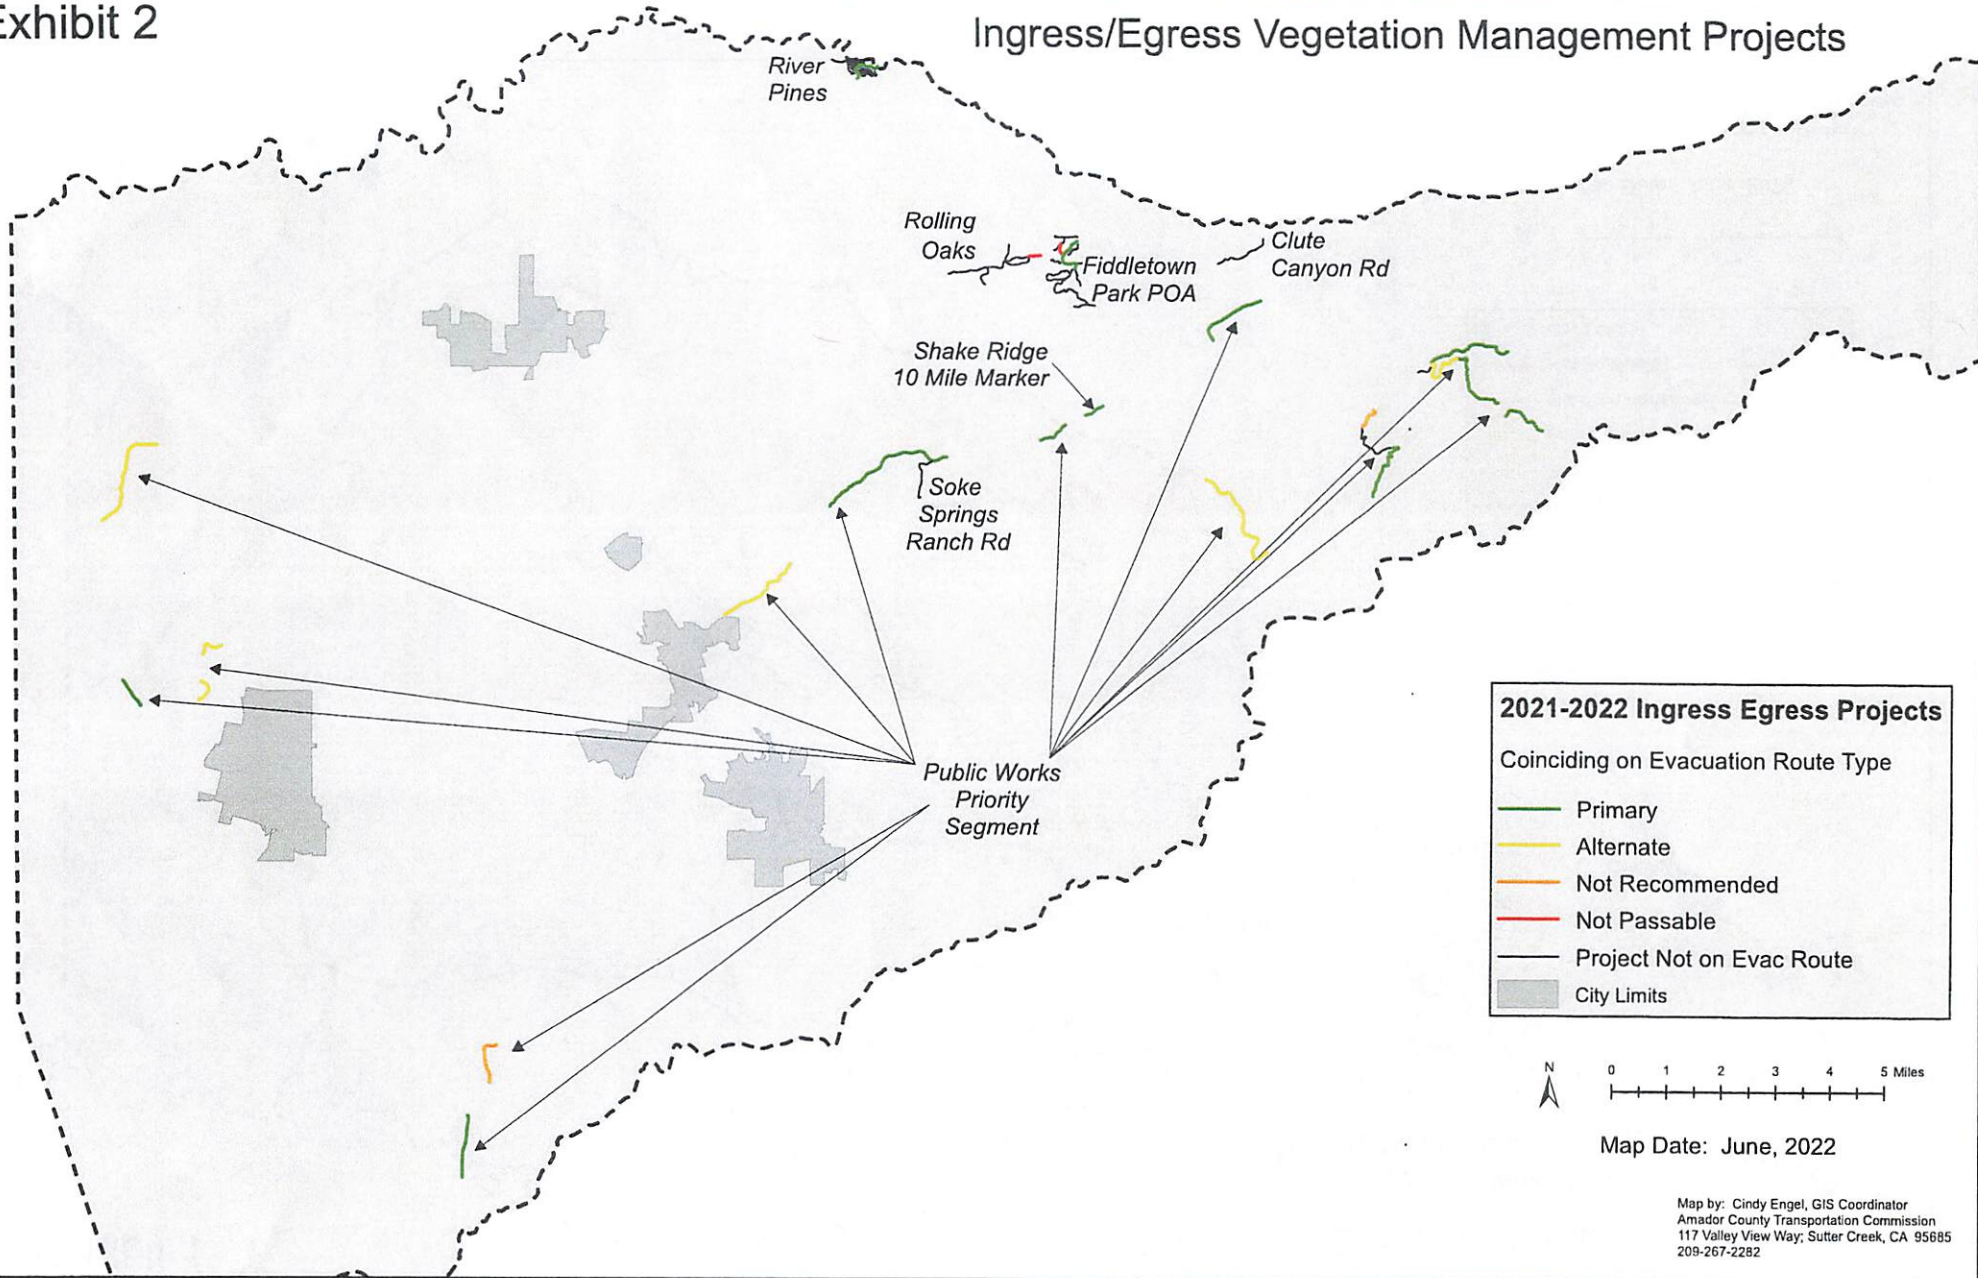 Exhibit 2
Ingress/Egress Vegetation Management Projects
River
Pines
Rolling
Oaks
Fiddletown
Park POA
Clute
Canyon Rd
Shake Ridge
10 Mile Marker
Soke
Springs
Ranch Rd
Public Works
Priority
Segment
2021-2022 Ingress Egress Projects
Coinciding on Evacuation Route Type
Primary
Alternate
Not Recommended
Not Passable
Project Not on Evac Route
City Limits
N
0 1 2 3 4 5 Miles
Map Date: June, 2022
Map by: Cindy Engel, GIS Coordinator
Amador County Transportation Commission
117 Valley View Way; Sutter Creek, CA 95685
209-267-2282